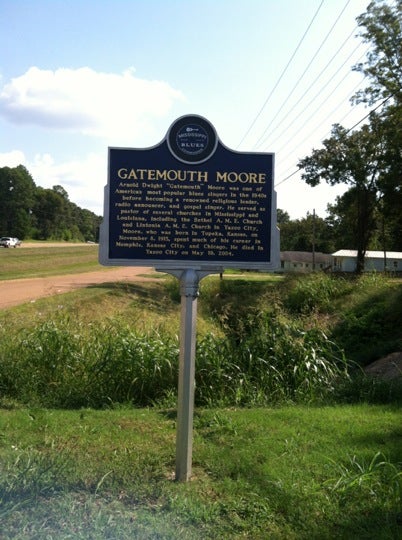 MISSISSIPPI
BLUES
COMMISSION
GATEMOUTH MOORE
Arnold Dwight "Gatemouth" Moore was one of
America's most popular blues singers in the 1940s
before becoming a renowned religious leader,
radio announcer, and gospel singer. He served as
pastor of several churches in Mississippi and
Louisiana, including the Bethel A. M. E. Church
and Lintonia A. M. E. Church in Yazoo City.
Moore, who was born in Topeka, Kansas, on
November 8, 1913, spent much of his career in
Memphis, Kansas City, and Chicago. He died in
Yazoo City on May 19, 2004.